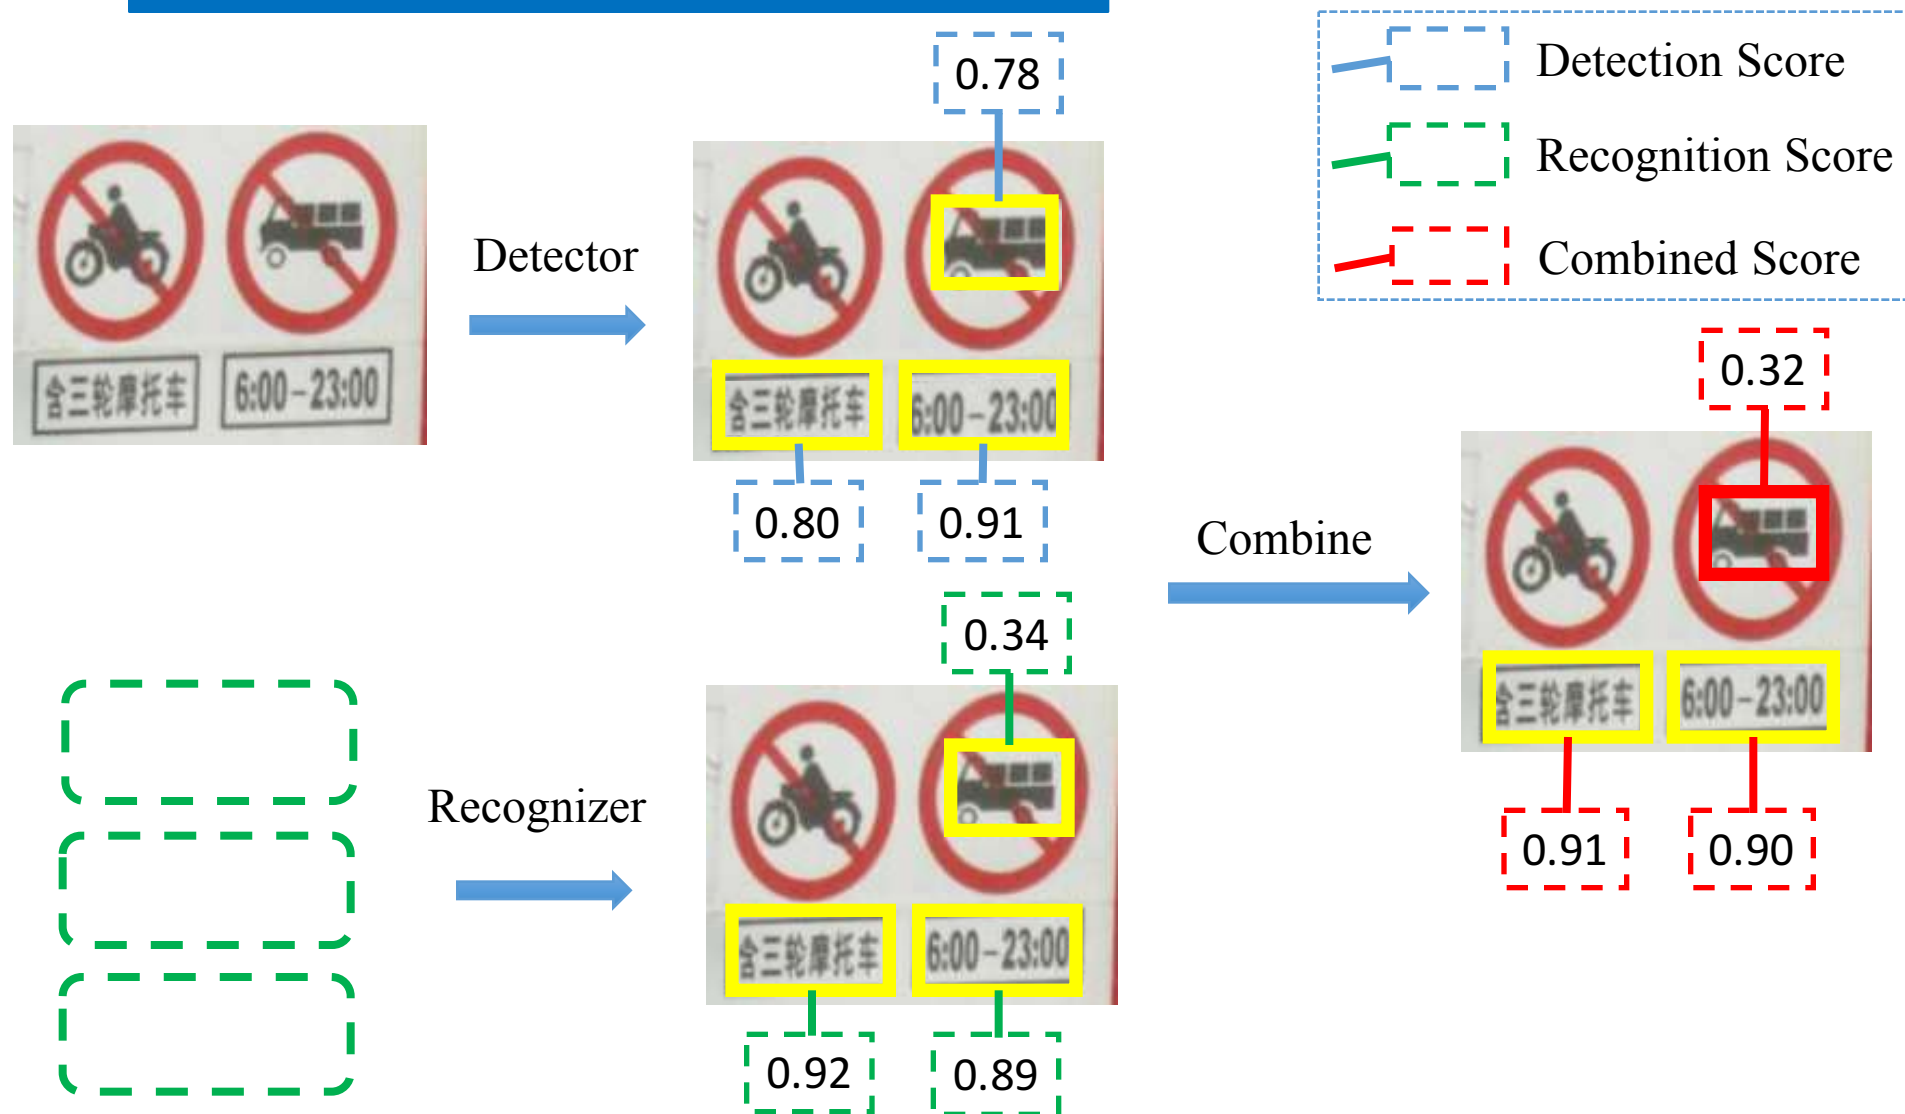 0.78
Detection Score
Recognition Score
Combined Score
Detector
含三轮摩托车
6:00-23:00
含三轮摩托车
6:00-23:00
0.80
0.91
Combine
0.32
含三轮摩托车
6:00-23:00
0.91
0.90
0.34
Recognizer
含三轮摩托车
6:00-23:00
0.92
0.89